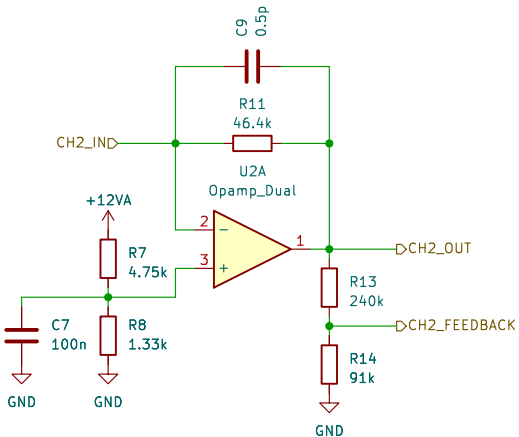 C9
0.5p
R11
46.4k
CH2_IN
U2A
Opamp_Dual
+12VA
2
-
1
3
+
CH2_OUT
R7
4.75k
R13
240k
C7
100n
R8
1.33k
CH2_FEEDBACK
R14
91k
GND
GND
GND